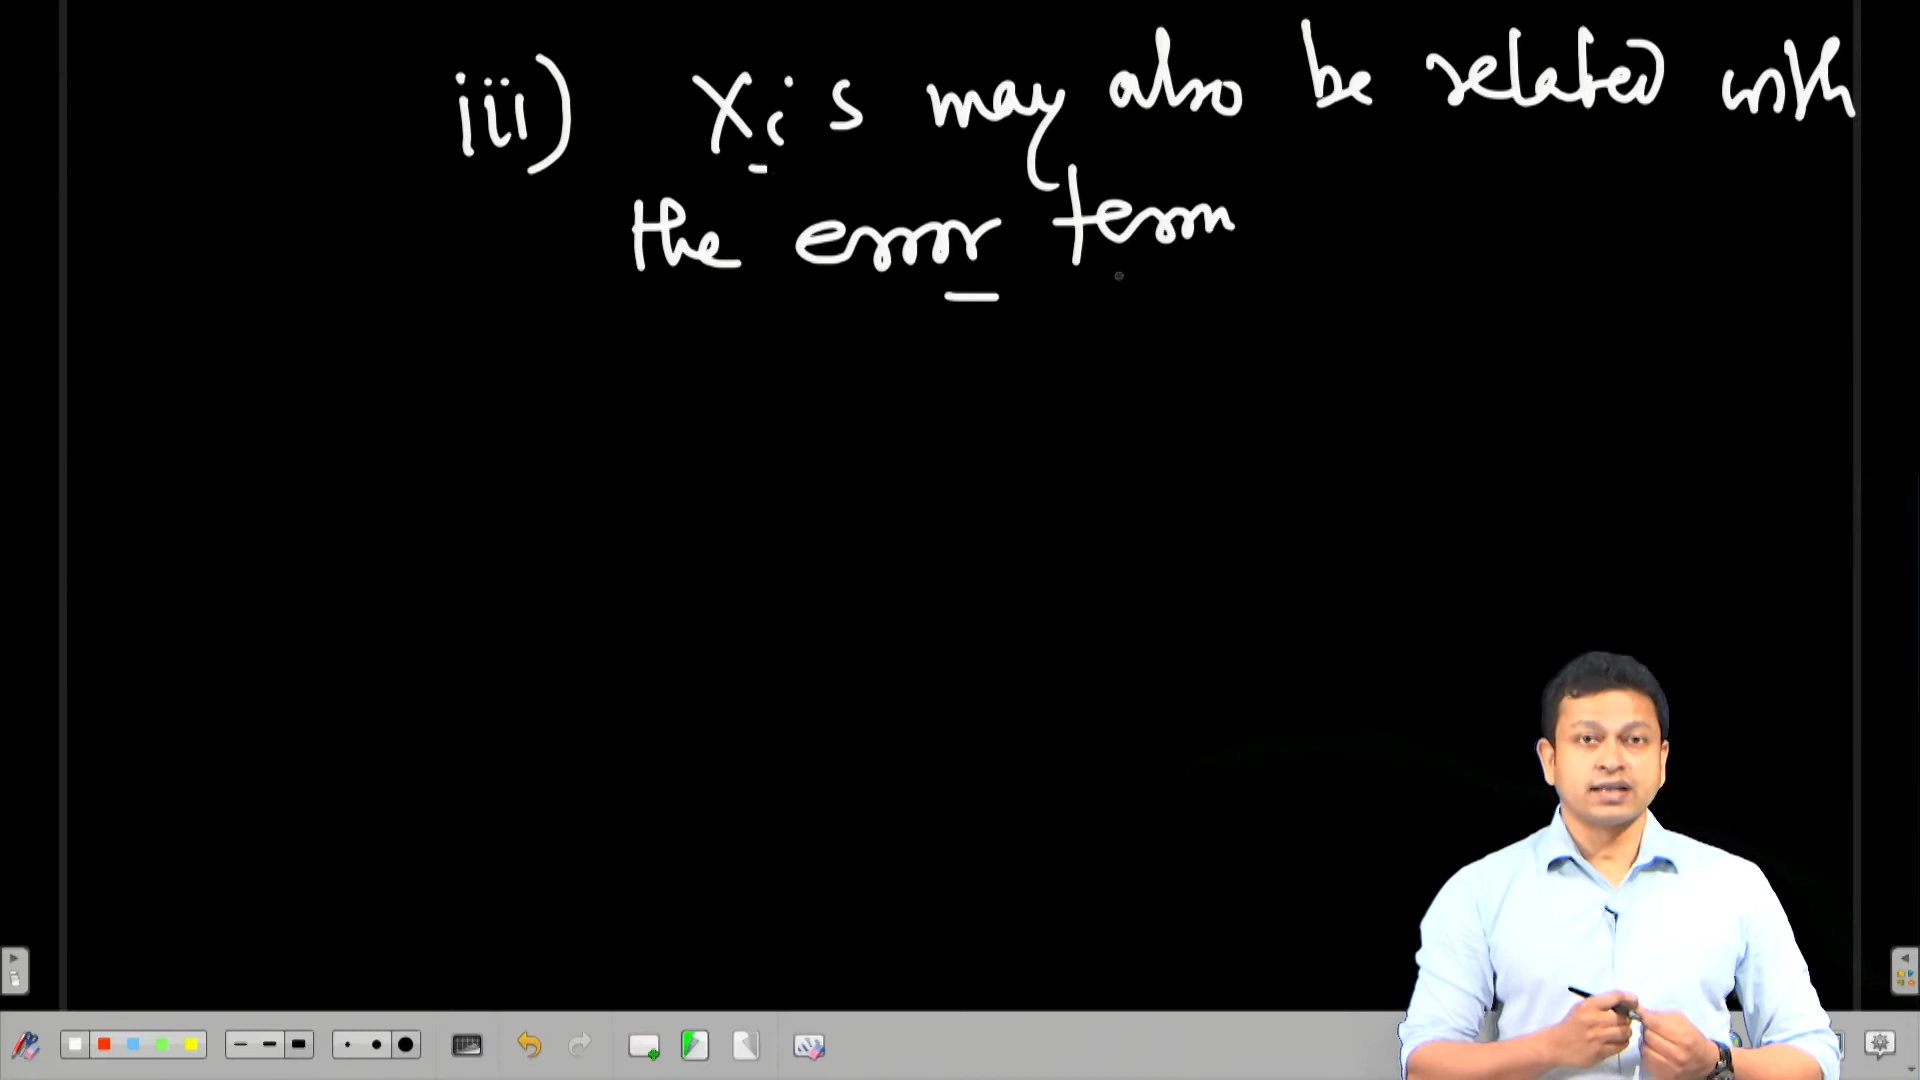 iii) Xi s may also be related with
the error term